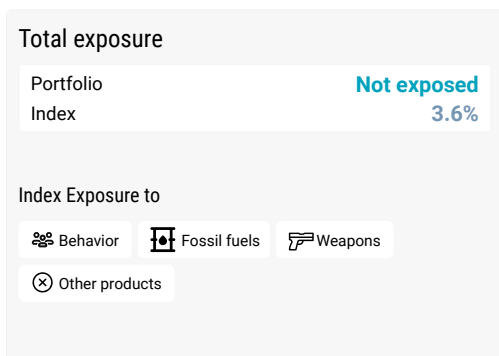 Total exposure
Portfolio Not exposed
Index 3.6%
Index Exposure to
Behavior Fossil fuels Weapons
Other products